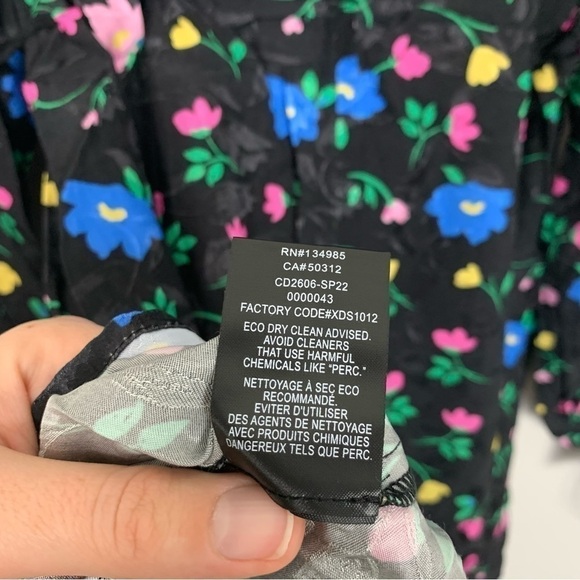 RN#134985
CA#50312
CD2606-SP22
0000043
FACTORY CODE#XDS1012
ECO DRY CLEAN ADVISED.
AVOID CLEANERS
THAT USE HARMFUL
CHEMICALS LIKE "PERC."
NETTOYAGE À SEC ECO
RECOMMANDÉ.
EVITER D'UTILISER
DES AGENTS DE NETTOYAGE
AVEC PRODUITS CHIMIQUES
DANGEREUX TELS QUE PERC.